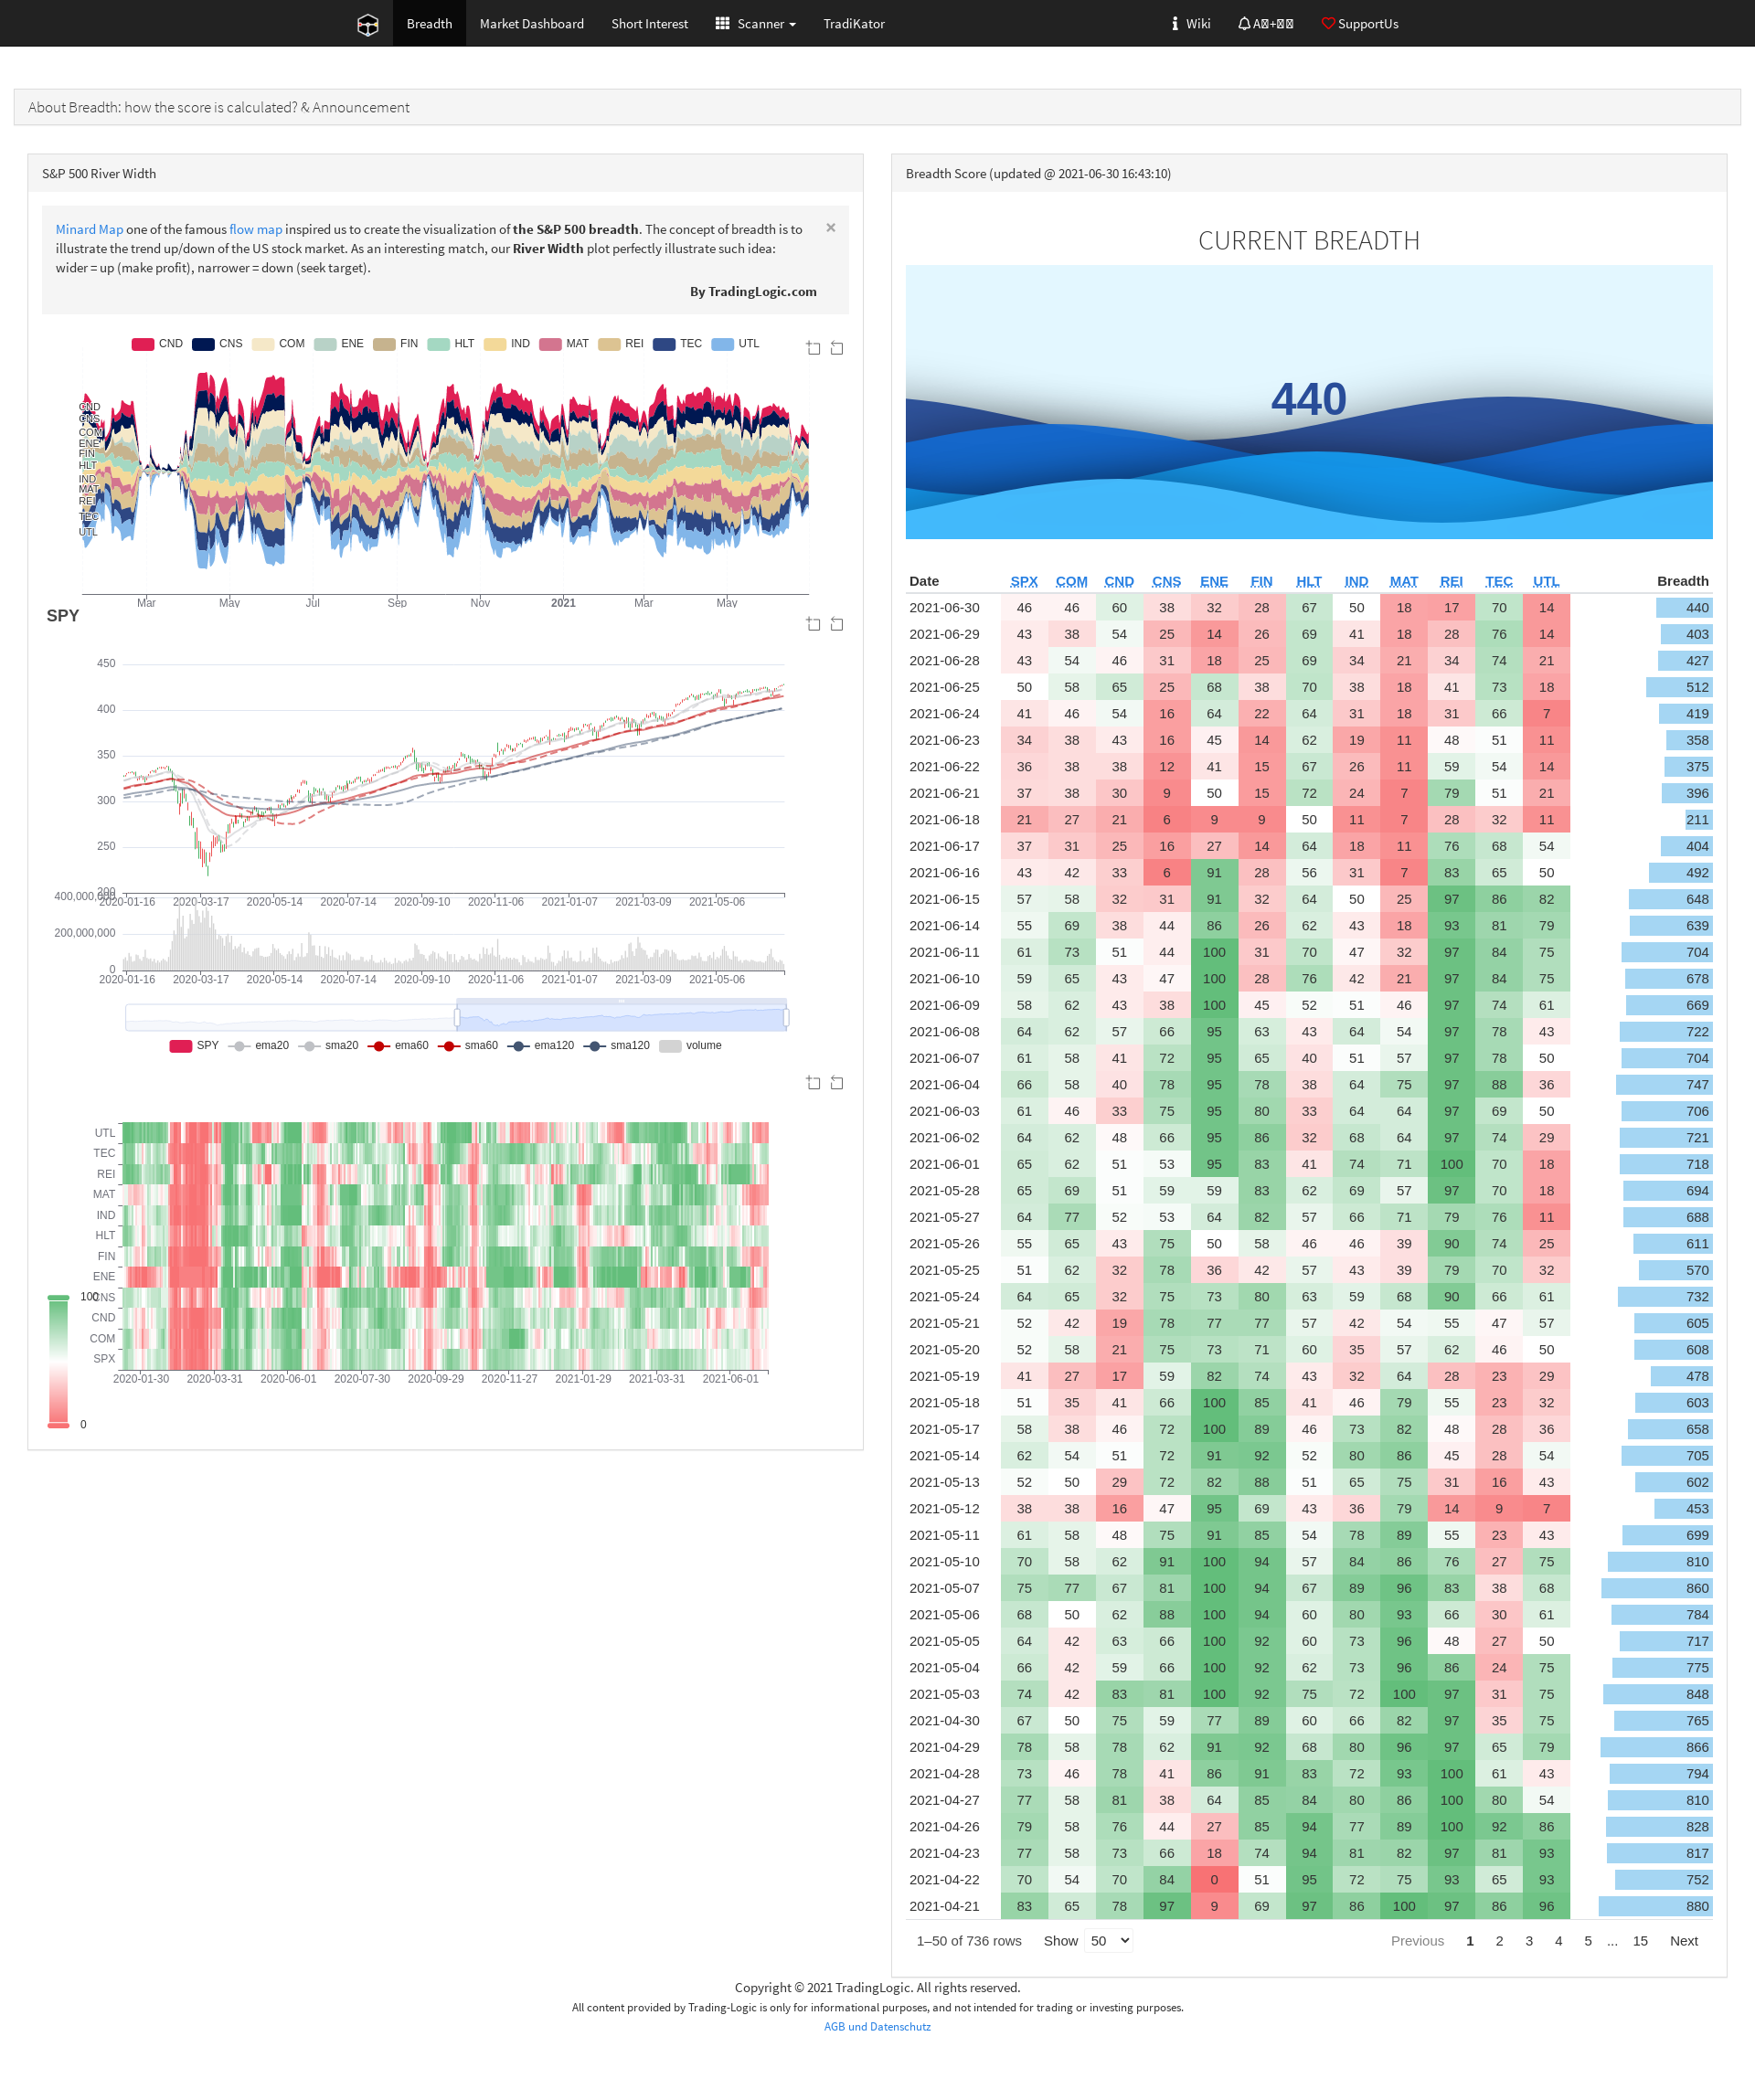 Breadth Market Dashboard Short Interest Scanner TradiKator Wiki SupportUs
About Breadth: how the score is calculated? & Announcement
S&P 500 River Width
Minard Map one of the famous flow map inspired us to create the visualization of the S&P 500 breadth. The concept of breadth is to
illustrate the trend up/down of the US stock market. As an interesting match, our River Width plot perfectly illustrate such idea:
wider = up (make profit), narrower = down (seek target).
×
By TradingLogic.com
CND CNS COM ENE FIN HLT IND MAT REI TEC UTL
CND
CNS
COM
ENE
FIN
HLT
IND
MAT
REI
TEC
UTL
Mar May Jul Sep Nov 2021 Mar May
SPY
450
400
350
300
250
200
2020-01-16 2020-03-17 2020-05-14 2020-07-14 2020-09-10 2020-11-06 2021-01-07 2021-03-09 2021-05-06
400,000,000
200,000,000
0
2020-01-16 2020-03-17 2020-05-14 2020-07-14 2020-09-10 2020-11-06 2021-01-07 2021-03-09 2021-05-06
SPY ema20 sma20 ema60 sma60 ema120 sma120 volume
UTL
TEC
REI
MAT
IND
HLT
FIN
ENE
CNS
CND
COM
SPX
2020-01-30 2020-03-31 2020-06-01 2020-07-30 2020-09-29 2020-11-27 2021-01-29 2021-03-31 2021-06-01
100
0
Breadth Score (updated @ 2021-06-30 16:43:10)
CURRENT BREADTH
440
Date SPX COM CND CNS ENE FIN HLT IND MAT REI TEC UTL Breadth
2021-06-30 46 46 60 38 32 28 67 50 18 17 70 14 440
2021-06-29 43 38 54 25 14 26 69 41 18 28 76 14 403
2021-06-28 43 54 46 31 18 25 69 34 21 34 74 21 427
2021-06-25 50 58 65 25 68 38 70 38 18 41 73 18 512
2021-06-24 41 46 54 16 64 22 64 31 18 31 66 7 419
2021-06-23 34 38 43 16 45 14 62 19 11 48 51 11 358
2021-06-22 36 38 38 12 41 15 67 26 11 59 54 14 375
2021-06-21 37 38 30 9 50 15 72 24 7 79 51 21 396
2021-06-18 21 27 21 6 9 9 50 11 7 28 32 11 211
2021-06-17 37 31 25 16 27 14 64 18 11 76 68 54 404
2021-06-16 43 42 33 6 91 28 56 31 7 83 65 50 492
2021-06-15 57 58 32 31 91 32 64 50 25 97 86 82 648
2021-06-14 55 69 38 44 86 26 62 43 18 93 81 79 639
2021-06-11 61 73 51 44 100 31 70 47 32 97 84 75 704
2021-06-10 59 65 43 47 100 28 76 42 21 97 84 75 678
2021-06-09 58 62 43 38 100 45 52 51 46 97 74 61 669
2021-06-08 64 62 57 66 95 63 43 64 54 97 78 43 722
2021-06-07 61 58 41 72 95 65 40 51 57 97 78 50 704
2021-06-04 66 58 40 78 95 78 38 64 75 97 88 36 747
2021-06-03 61 46 33 75 95 80 33 64 64 97 69 50 706
2021-06-02 64 62 48 66 95 86 32 68 64 97 74 29 721
2021-06-01 65 62 51 53 95 83 41 74 71 100 70 18 718
2021-05-28 65 69 51 59 59 83 62 69 57 97 70 18 694
2021-05-27 64 77 52 53 64 82 57 66 71 79 76 11 688
2021-05-26 55 65 43 75 50 58 46 46 39 90 74 25 611
2021-05-25 51 62 32 78 36 42 57 43 39 79 70 32 570
2021-05-24 64 65 32 75 73 80 63 59 68 90 66 61 732
2021-05-21 52 42 19 78 77 77 57 42 54 55 47 57 605
2021-05-20 52 58 21 75 73 71 60 35 57 62 46 50 608
2021-05-19 41 27 17 59 82 74 43 32 64 28 23 29 478
2021-05-18 51 35 41 66 100 85 41 46 79 55 23 32 603
2021-05-17 58 38 46 72 100 89 46 73 82 48 28 36 658
2021-05-14 62 54 51 72 91 92 52 80 86 45 28 54 705
2021-05-13 52 50 29 72 82 88 51 65 75 31 16 43 602
2021-05-12 38 38 16 47 95 69 43 36 79 14 9 7 453
2021-05-11 61 58 48 75 91 85 54 78 89 55 23 43 699
2021-05-10 70 58 62 91 100 94 57 84 86 76 27 75 810
2021-05-07 75 77 67 81 100 94 67 89 96 83 38 68 860
2021-05-06 68 50 62 88 100 94 60 80 93 66 30 61 784
2021-05-05 64 42 63 66 100 92 60 73 96 48 27 50 717
2021-05-04 66 42 59 66 100 92 62 73 96 86 24 75 775
2021-05-03 74 42 83 81 100 92 75 72 100 97 31 75 848
2021-04-30 67 50 75 59 77 89 60 66 82 97 35 75 765
2021-04-29 78 58 78 62 91 92 68 80 96 97 65 79 866
2021-04-28 73 46 78 41 86 91 83 72 93 100 61 43 794
2021-04-27 77 58 81 38 64 85 84 80 86 100 80 54 810
2021-04-26 79 58 76 44 27 85 94 77 89 100 92 86 828
2021-04-23 77 58 73 66 18 74 94 81 82 97 81 93 817
2021-04-22 70 54 70 84 0 51 95 72 75 93 65 93 752
2021-04-21 83 65 78 97 9 69 97 86 100 97 86 96 880
1–50 of 736 rows Show 50 Previous 1 2 3 4 5 ... 15 Next
Copyright © 2021 TradingLogic. All rights reserved.
All content provided by Trading-Logic is only for informational purposes, and not intended for trading or investing purposes.
AGB und Datenschutz